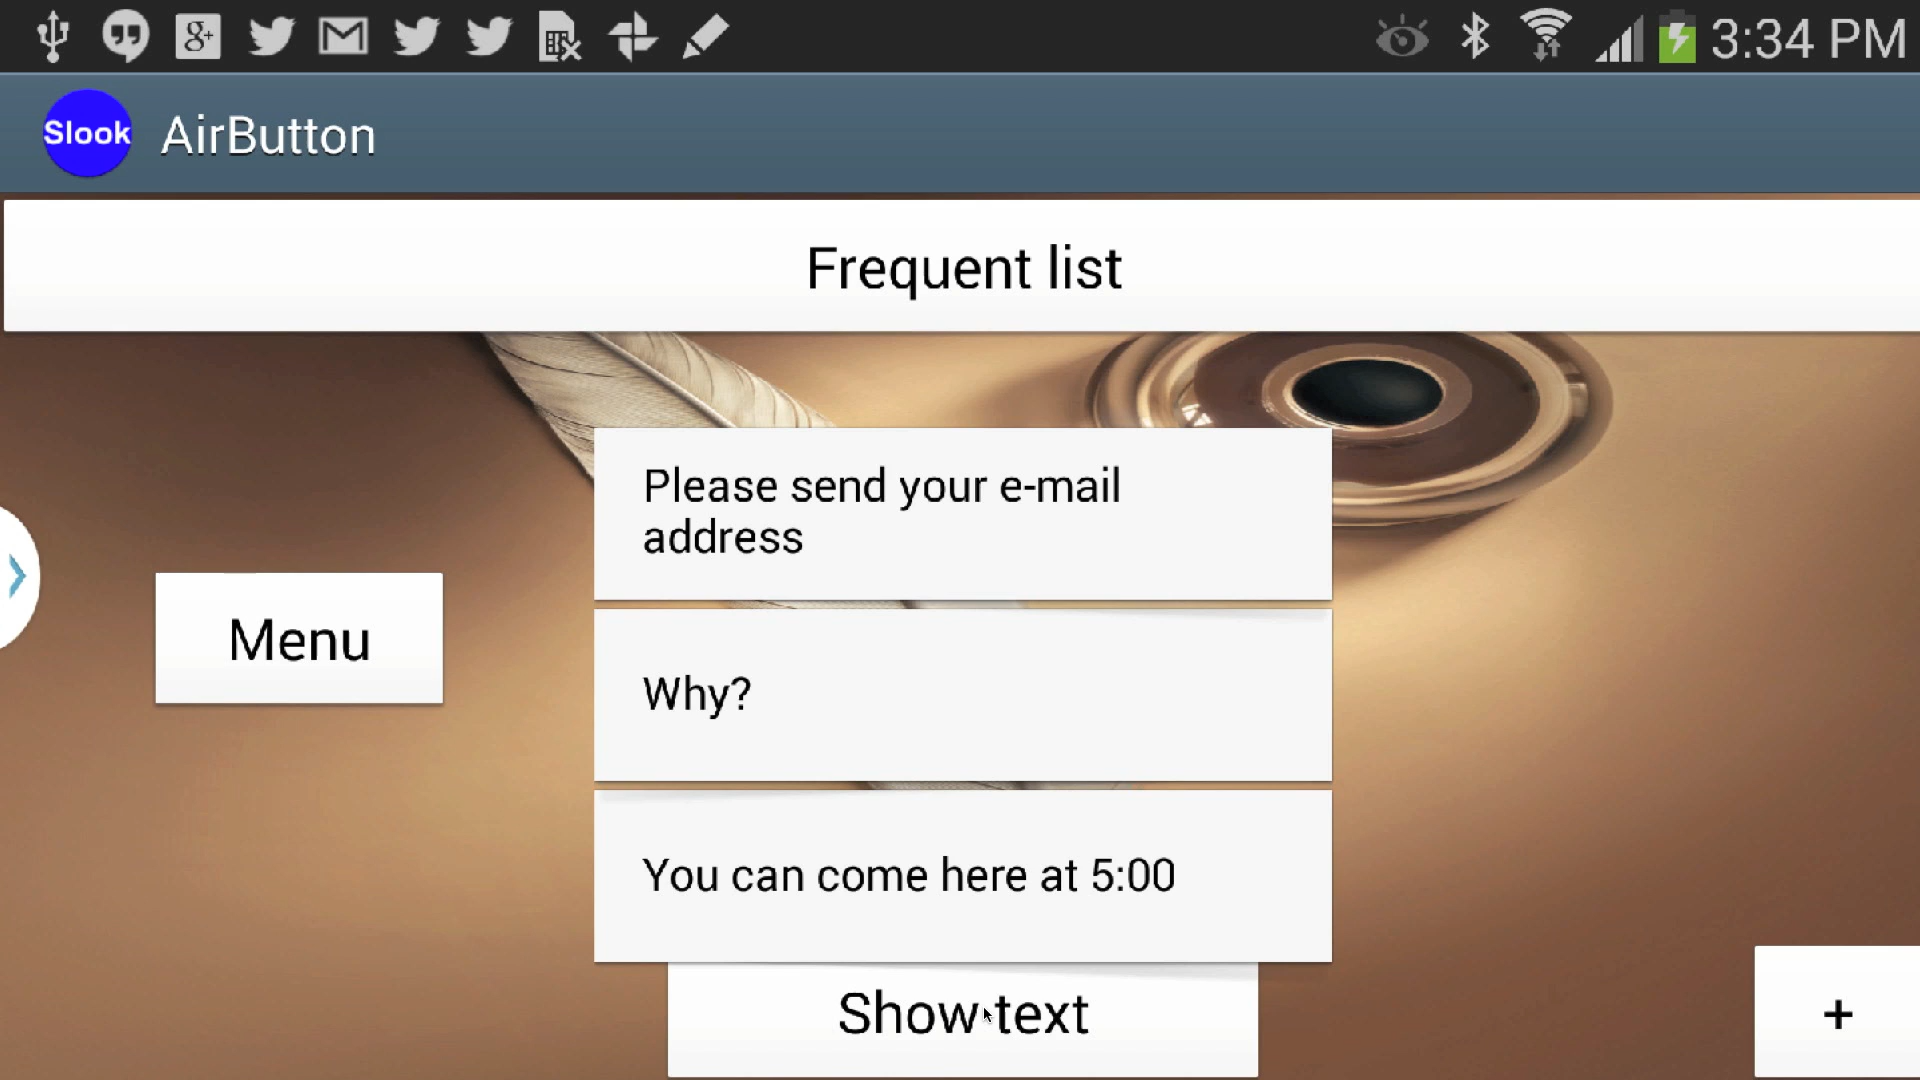 3:34 PM
Slook AirButton
Frequent list
Please send your e-mail
address
Why?
Menu
You can come here at 5:00
Show text
+